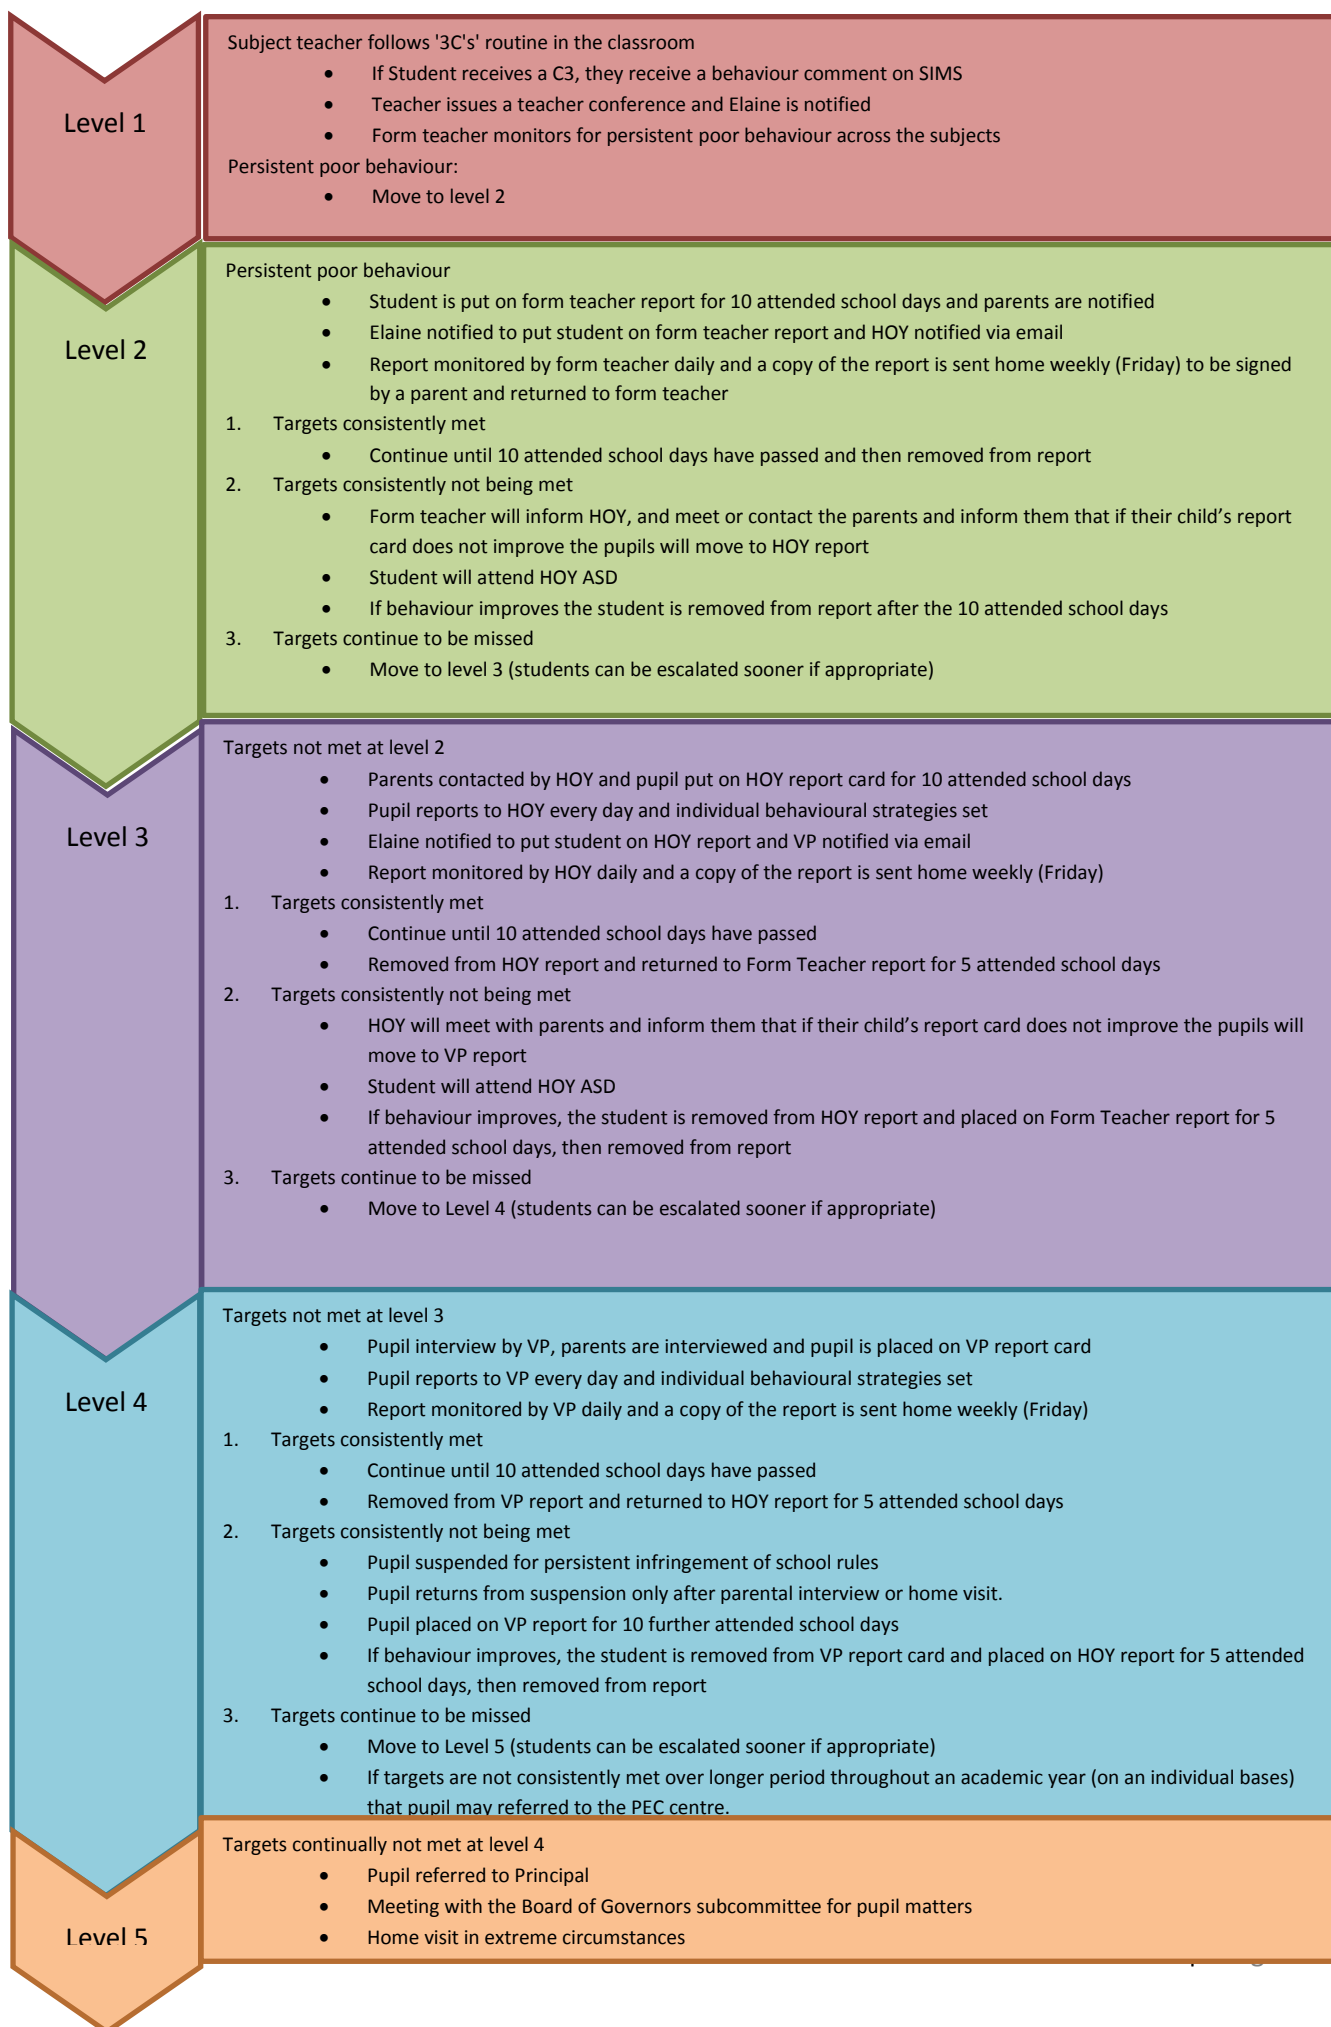 Level 1
Subject teacher follows '3C's' routine in the classroom
• If Student receives a C3, they receive a behaviour comment on SIMS
• Teacher issues a teacher conference and Elaine is notified
• Form teacher monitors for persistent poor behaviour across the subjects
Persistent poor behaviour:
• Move to level 2
Level 2
Persistent poor behaviour
• Student is put on form teacher report for 10 attended school days and parents are notified
• Elaine notified to put student on form teacher report and HOY notified via email
• Report monitored by form teacher daily and a copy of the report is sent home weekly (Friday) to be signed
by a parent and returned to form teacher
1. Targets consistently met
• Continue until 10 attended school days have passed and then removed from report
2. Targets consistently not being met
• Form teacher will inform HOY, and meet or contact the parents and inform them that if their child’s report
card does not improve the pupils will move to HOY report
• Student will attend HOY ASD
• If behaviour improves the student is removed from report after the 10 attended school days
3. Targets continue to be missed
• Move to level 3 (students can be escalated sooner if appropriate)
Level 3
Targets not met at level 2
• Parents contacted by HOY and pupil put on HOY report card for 10 attended school days
• Pupil reports to HOY every day and individual behavioural strategies set
• Elaine notified to put student on HOY report and VP notified via email
• Report monitored by HOY daily and a copy of the report is sent home weekly (Friday)
1. Targets consistently met
• Continue until 10 attended school days have passed
• Removed from HOY report and returned to Form Teacher report for 5 attended school days
2. Targets consistently not being met
• HOY will meet with parents and inform them that if their child’s report card does not improve the pupils will
move to VP report
• Student will attend HOY ASD
• If behaviour improves, the student is removed from HOY report and placed on Form Teacher report for 5
attended school days, then removed from report
3. Targets continue to be missed
• Move to Level 4 (students can be escalated sooner if appropriate)
Level 4
Targets not met at level 3
• Pupil interview by VP, parents are interviewed and pupil is placed on VP report card
• Pupil reports to VP every day and individual behavioural strategies set
• Report monitored by VP daily and a copy of the report is sent home weekly (Friday)
1. Targets consistently met
• Continue until 10 attended school days have passed
• Removed from VP report and returned to HOY report for 5 attended school days
2. Targets consistently not being met
• Pupil suspended for persistent infringement of school rules
• Pupil returns from suspension only after parental interview or home visit.
• Pupil placed on VP report for 10 further attended school days
• If behaviour improves, the student is removed from VP report card and placed on HOY report for 5 attended
school days, then removed from report
3. Targets continue to be missed
• Move to Level 5 (students can be escalated sooner if appropriate)
• If targets are not consistently met over longer period throughout an academic year (on an individual bases)
that pupil may referred to the PEC centre.
Level 5
Targets continually not met at level 4
• Pupil referred to Principal
• Meeting with the Board of Governors subcommittee for pupil matters
• Home visit in extreme circumstances